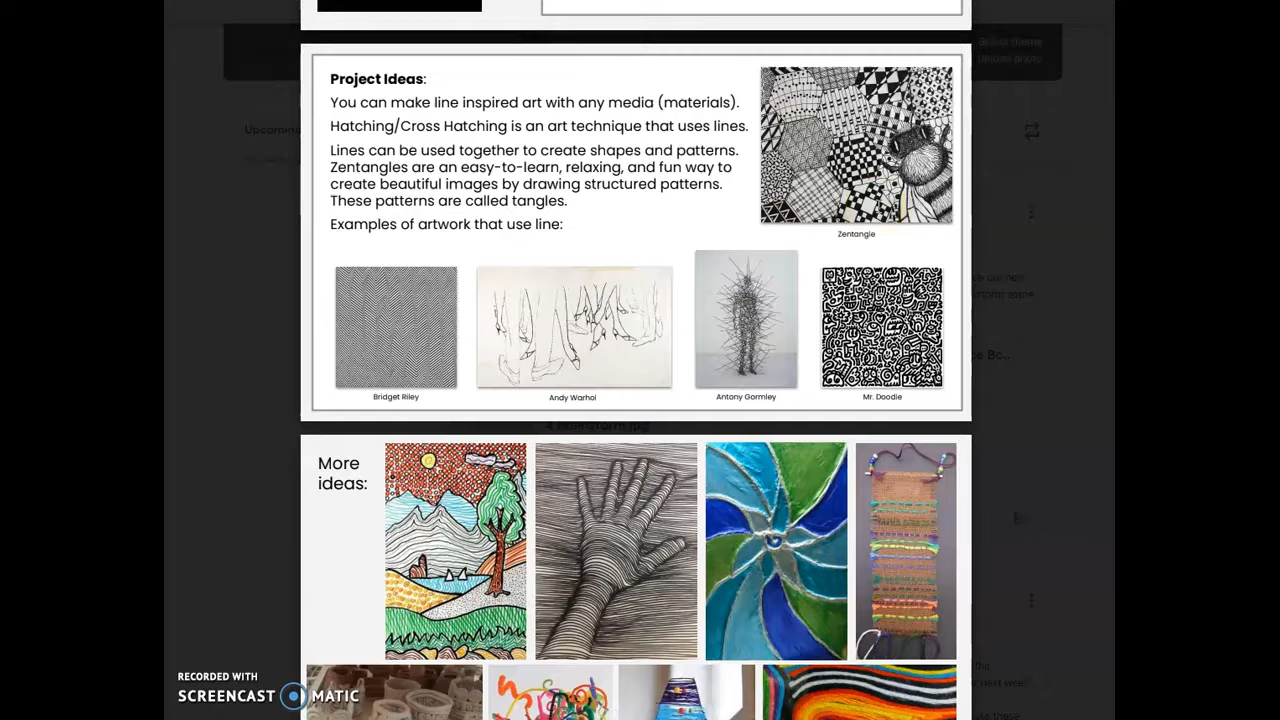 Select theme
Upload photo
Project Ideas:
You can make line inspired art with any media (materials).
Hatching/Cross Hatching is an art technique that uses lines.
Lines can be used together to create shapes and patterns.
Zentangles are an easy-to-learn, relaxing, and fun way to
create beautiful images by drawing structured patterns.
These patterns are called tangles.
Examples of artwork that use line:
Zentangle
Bridget Riley
Andy Warhol
Antony Gormley
Mr. Doodle
More
ideas:
RECORDED WITH
SCREENCAST MATIC